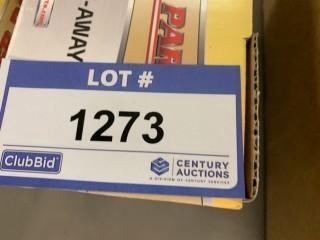 -AWAY
PAR
LOT #
1273
ClubBid
CENTURY
AUCTIONS
A DIVISION OF CENTURY SERVICES